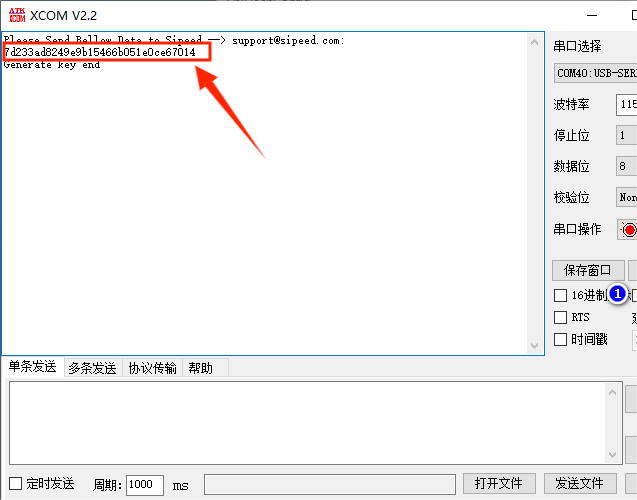 ATK
XCOM XCOM V2.2
Please Send Bellow Data to Sipeed --> support@sipeed.com:
7d233ad8249e9b15466b051e0ce67014
Generate key end
串口选择
COM40:USB-SER
波特率 115
停止位 1
数据位 8
校验位 Non
串口操作
保存窗口
16进制 1
RTS
时间戳
单条发送 多条发送 协议传输 帮助
定时发送 周期: 1000 ms 打开文件 发送文件